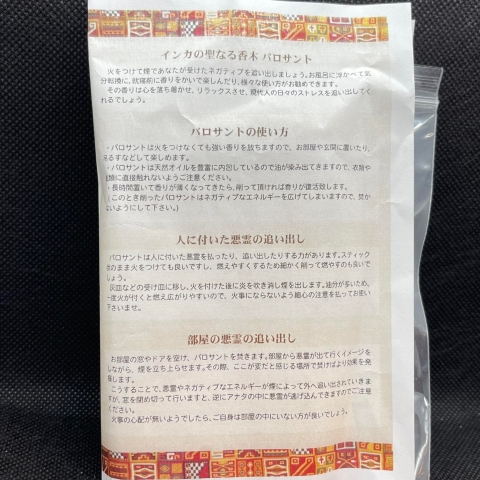 インカの聖なる香木 パロサント
火をつけて煙であなたが受けたネガティブを追い出しましょう。お風呂に浮かべて気
分転換に、就寝前に香りをかいで楽しんだり、様々な使い方がお勧めできます。
その香りは心を落ち着かせ、リラックスさせ、現代人の日々のストレスを追い出してく
れるでしょう。
パロサントの使い方
・パロサントは火をつけなくても強い香りを放ちますので、お部屋や玄関に置いたり、
吊るすなどして楽しめます。
・パロサントは天然オイルを豊富に内包しているので油が染み出てきますので、衣類や
に直接触れないようご注意ください。
・長時間置いて香りが薄くなってきたら、削って頂ければ香りが復活致します。
(このとき削ったパロサントはネガティブなエネルギーを広げてしまいますので、焚か
ないようにして下さい。)
人に付いた悪霊の追い出し
パロサントは人に付いた悪霊を払ったり、追い出したりする力があります。スティック
状のまま火をつけても良いですし、燃えやすくするため細かく削って燃やすのも良いで
しょう。
灰皿などの受け皿に移し、火を付けた後に炎を吹き消し煙を出します。油分が多いため、
一度火が付くと燃え広がりやすいので、火事にならないよう細心の注意を払ってお使い
下さいませ。
部屋の悪霊の追い出し
お部屋の窓やドアを空け、パロサントを焚きます。部屋から悪霊が出て行くイメージを
しながら、煙を立ち上らせます。その際、ここが変だと感じる場所で焚けばより効果を発
揮します。
こうすることで、悪霊やネガティブなエネルギーが煙によって外へ追い出されていきま
すが、窓を閉め切って行いますと、逆にアナタの中に悪霊が逃げ込んできますのでご注意
ください。
火事の心配が無いようでしたら、ご自身は部屋の中にいない方が良いでしょう。